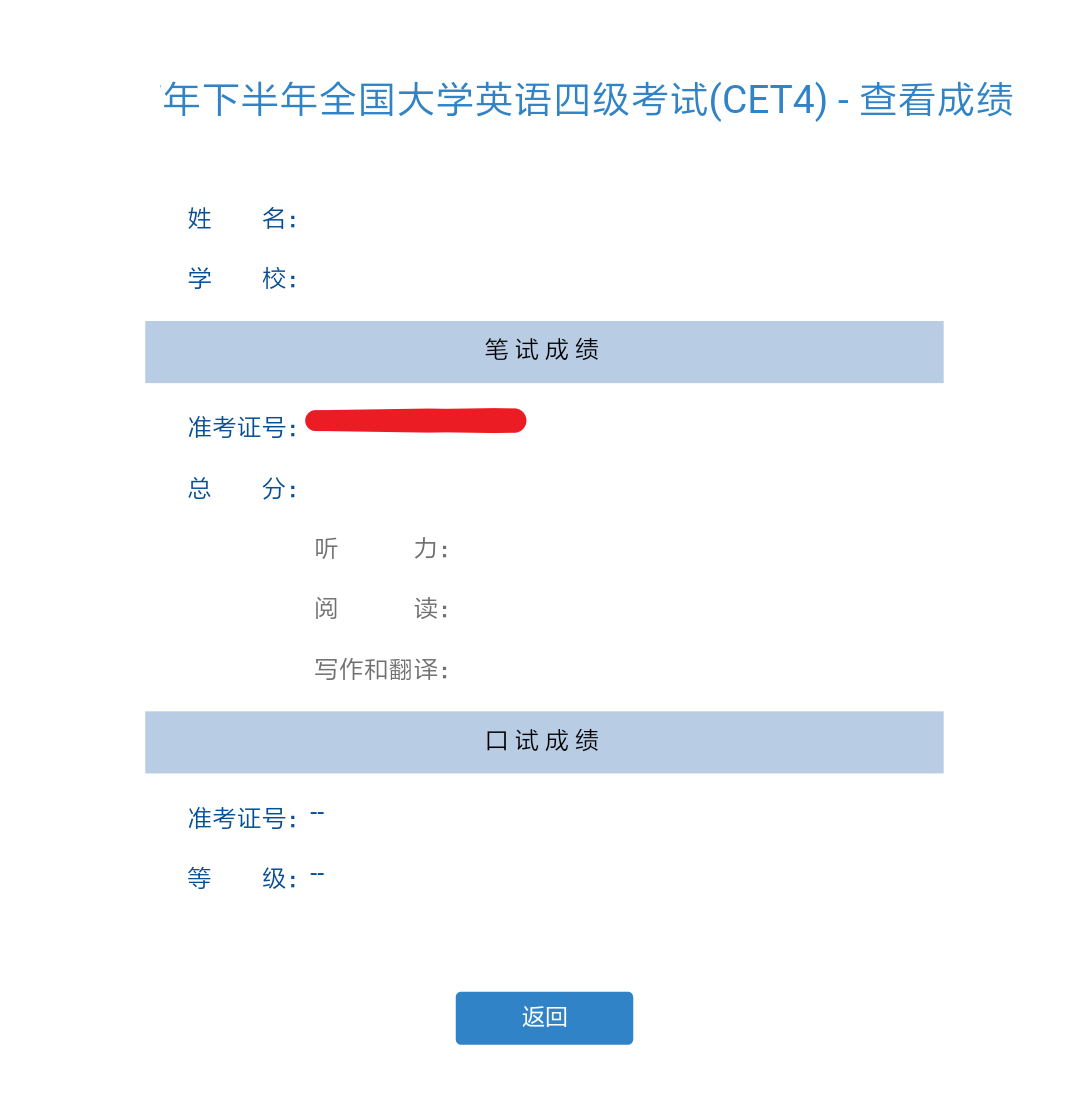 年下半年全国大学英语四级考试(CET4) - 查看成绩
姓 名：
学 校：
笔试成绩
准考证号：
总 分：
听 力：
阅 读：
写作和翻译：
口试成绩
准考证号：--
等 级：--
返回